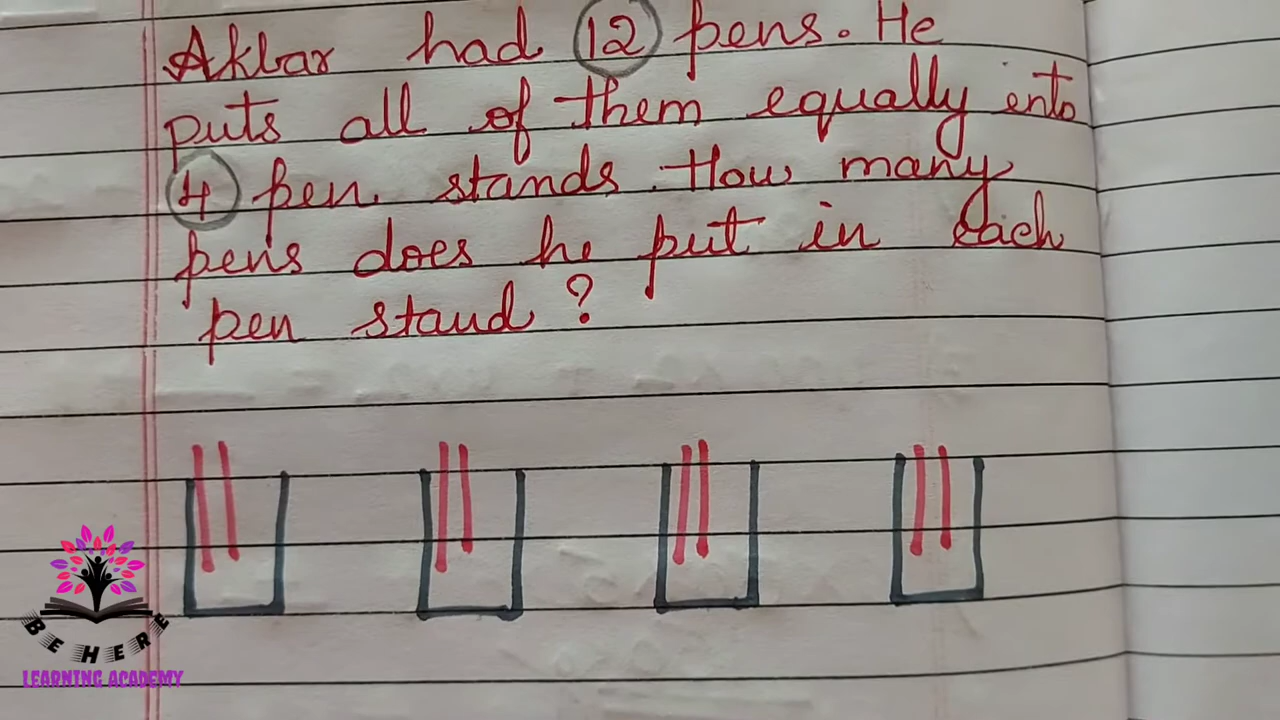 Akbar had 12 pens. He
puts all of them equally into
4 pen stands. How many
pens does he put in each
pen stand?
BE HERE
LEARNING ACADEMY